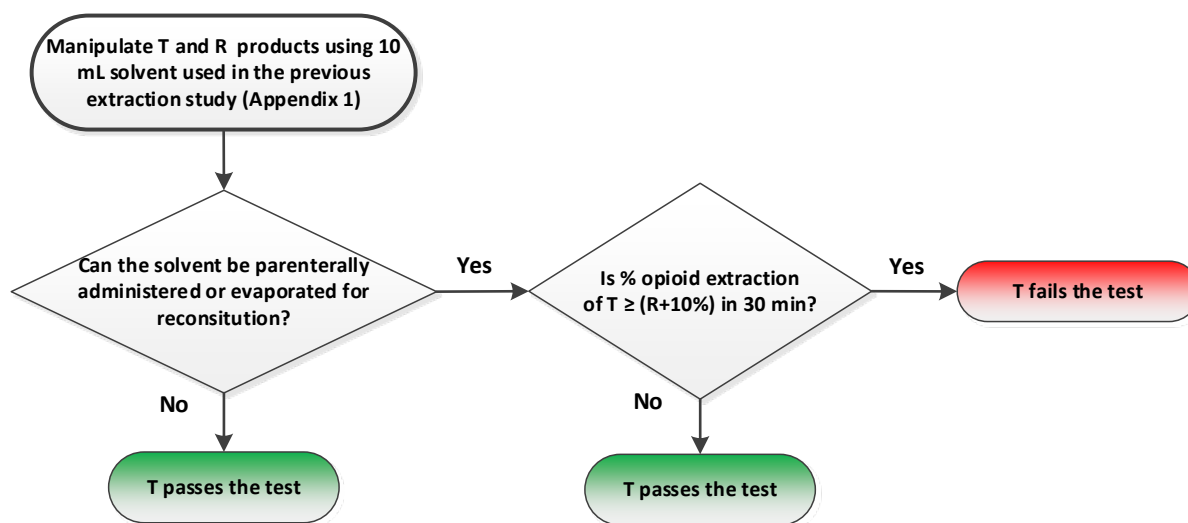 Manipulate T and R products using 10
mL solvent used in the previous
extraction study (Appendix 1)
Can the solvent be parenterally
administered or evaporated for
reconsitution?
Yes
Is % opioid extraction
of T ≥ (R+10%) in 30 min?
Yes
T fails the test
No
No
T passes the test
T passes the test